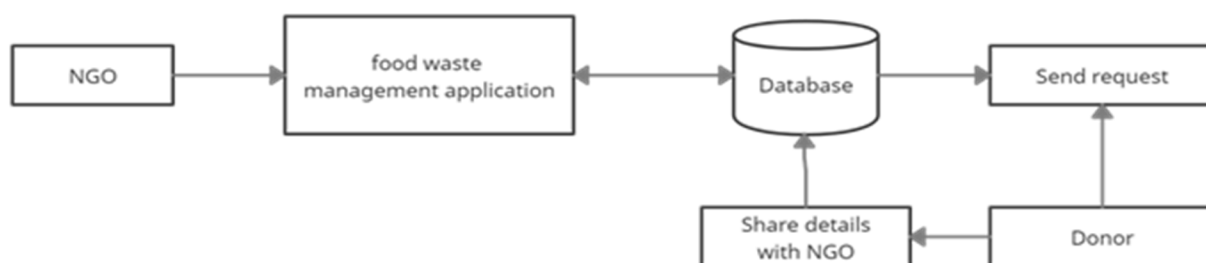 NGO
food waste
management application
Database
Send request
Share details
with NGO
Donor